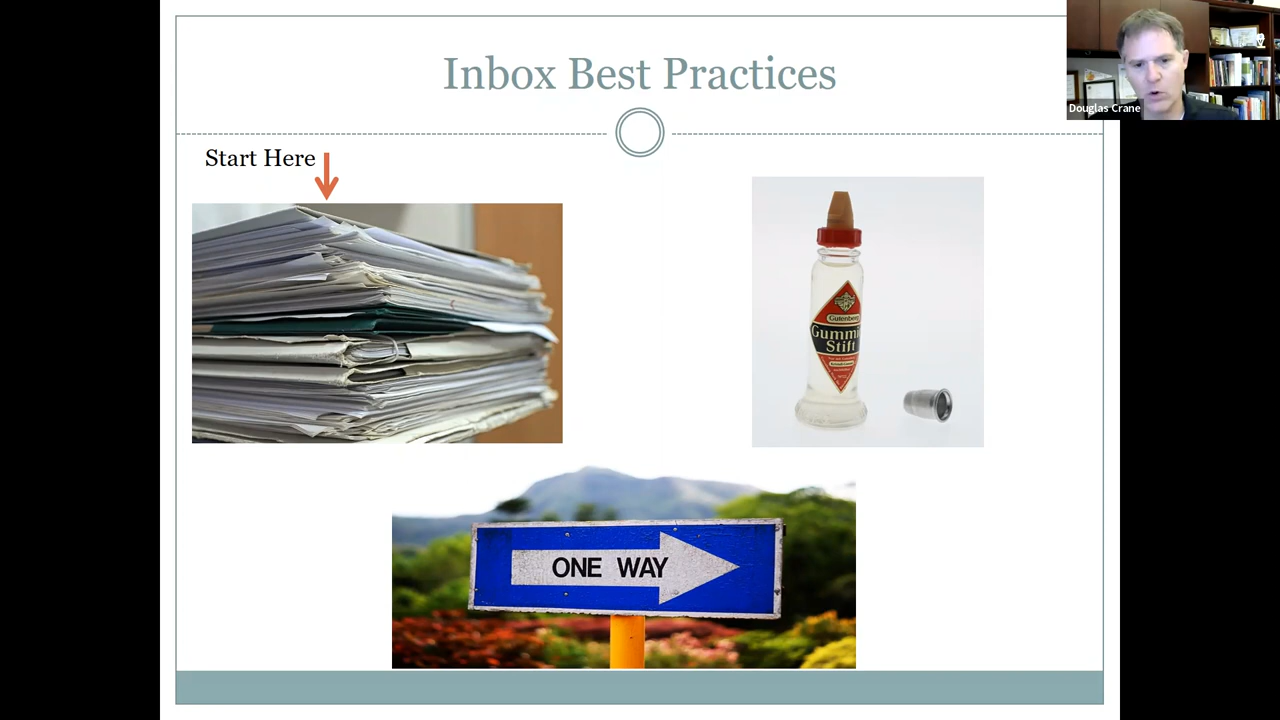 Inbox Best Practices
Douglas Crane
Start Here
Gutenberg
Gummi
Stift
ONE WAY